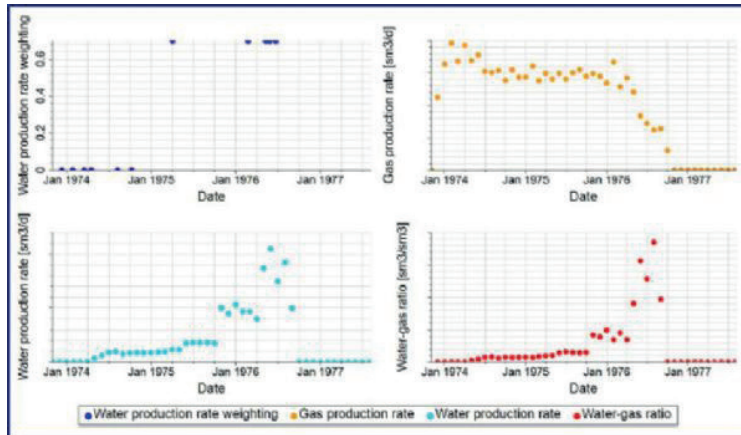 Water production rate weighting
0.6
0.4
0.2
0
Jan 1974 Jan 1975 Jan 1976 Jan 1977
Date
Gas production rate [sm3/d]
Jan 1974 Jan 1975 Jan 1976 Jan 1977
Date
Water production rate [sm3/d]
Jan 1974 Jan 1975 Jan 1976 Jan 1977
Date
Water-gas ratio [sm3/sm3]
Jan 1974 Jan 1975 Jan 1976 Jan 1977
Date
Water production rate weighting Gas production rate Water production rate Water-gas ratio